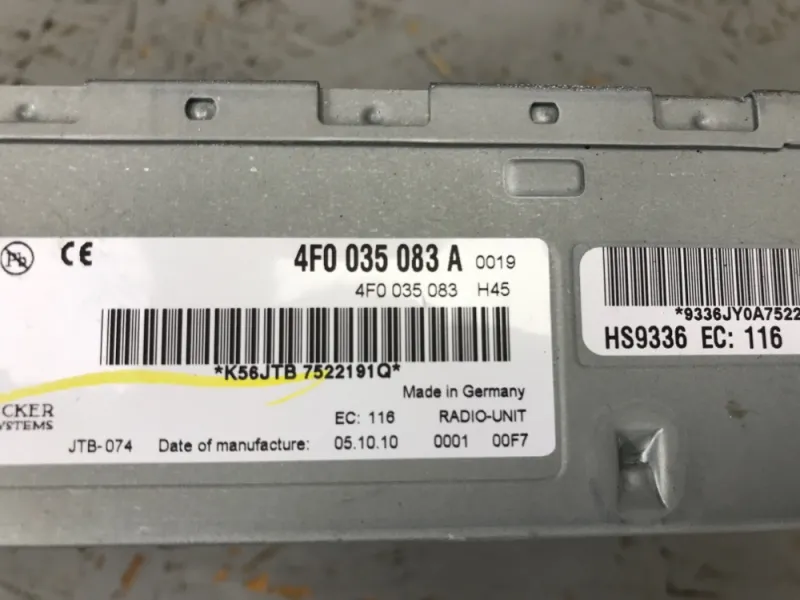 CE
4F0 035 083 A 0019
4F0 035 083 H45
*K56JTB 7522191Q*
Made in Germany
EC: 116 RADIO-UNIT
JTB-074 Date of manufacture: 05.10.10 0001 00F7
CKER
YSTEMS
*9336JY0A7522
HS9336 EC: 116